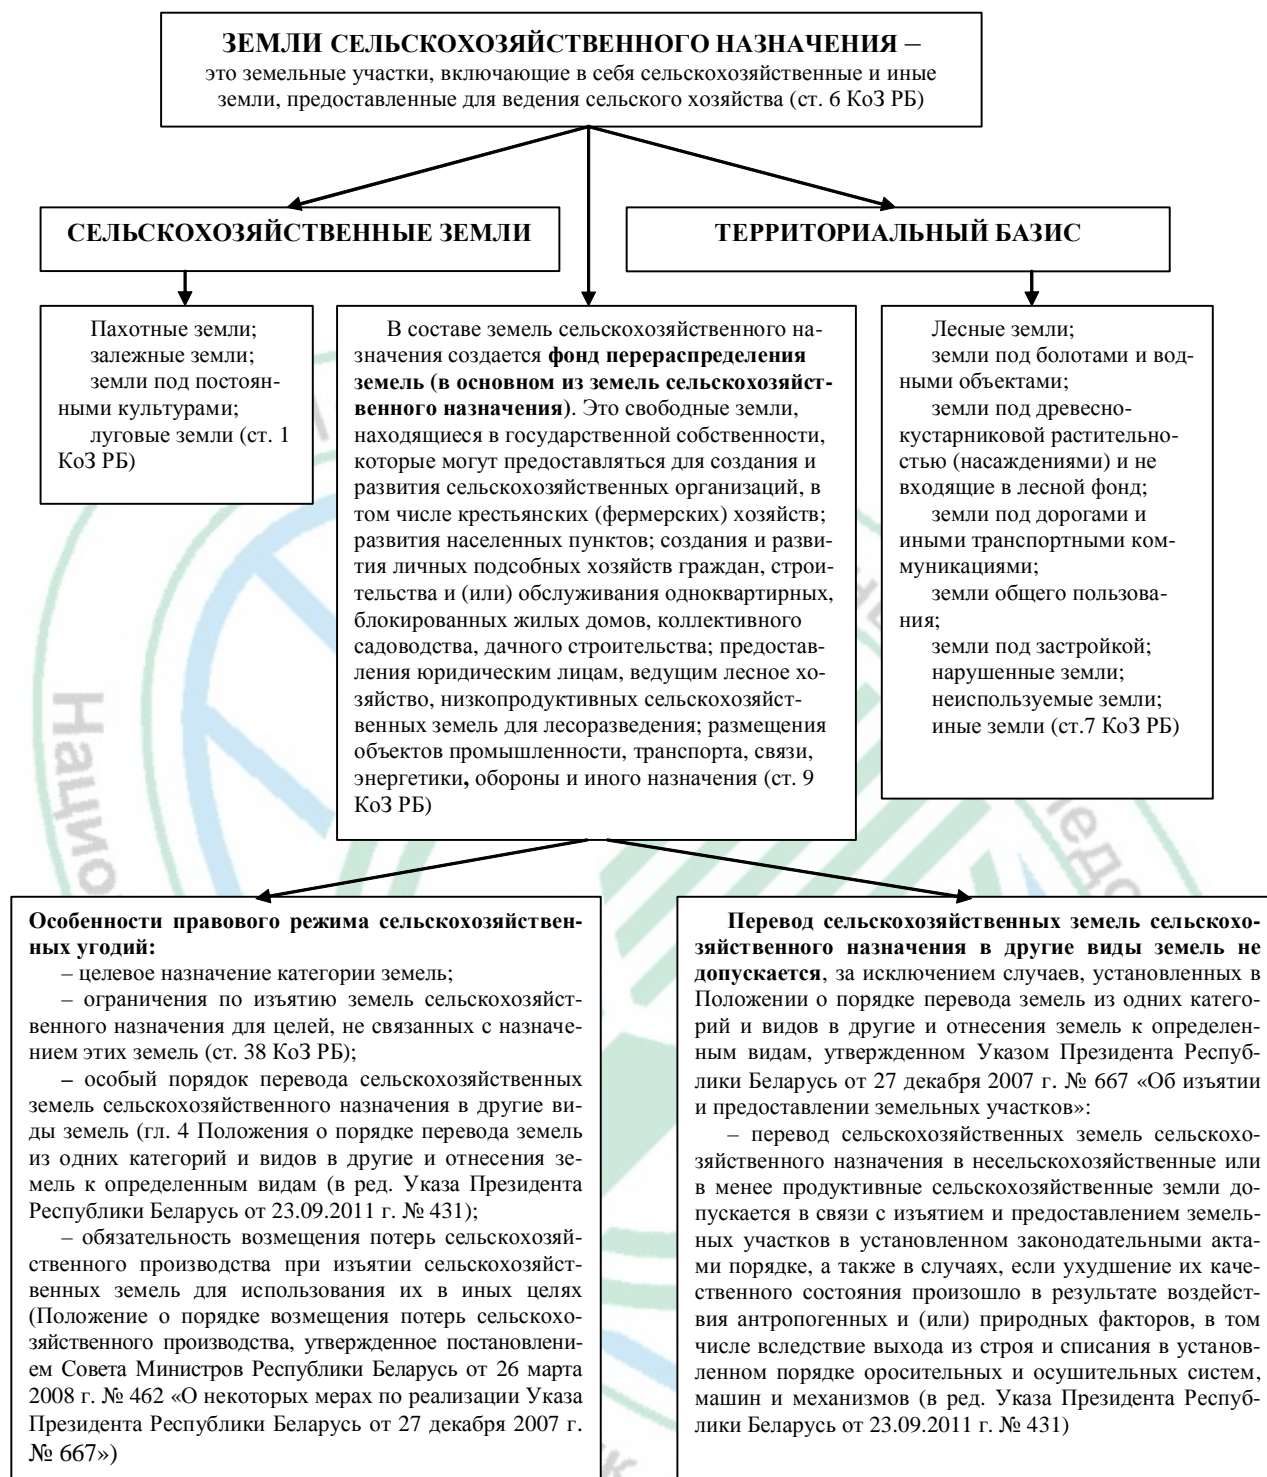 ЗЕМЛИ СЕЛЬСКОХОЗЯЙСТВЕННОГО НАЗНАЧЕНИЯ –
это земельные участки, включающие в себя сельскохозяйственные и иные
земли, предоставленные для ведения сельского хозяйства (ст. 6 КоЗ РБ)
СЕЛЬСКОХОЗЯЙСТВЕННЫЕ ЗЕМЛИ
ТЕРРИТОРИАЛЬНЫЙ БАЗИС
Пахотные земли;
залежные земли;
земли под постоян-
ными культурами;
луговые земли (ст. 1
КоЗ РБ)
В составе земель сельскохозяйственного на-
значения создается фонд перераспределения
земель (в основном из земель сельскохозяйст-
венного назначения). Это свободные земли,
находящиеся в государственной собственности,
которые могут предоставляться для создания и
развития сельскохозяйственных организаций, в
том числе крестьянских (фермерских) хозяйств;
развития населенных пунктов; создания и разви-
тия личных подсобных хозяйств граждан, строи-
тельства и (или) обслуживания одноквартирных,
блокированных жилых домов, коллективного
садоводства, дачного строительства; предостав-
ления юридическим лицам, ведущим лесное хо-
зяйство, низкопродуктивных сельскохозяйст-
венных земель для лесоразведения; размещения
объектов промышленности, транспорта, связи,
энергетики, обороны и иного назначения (ст. 9
КоЗ РБ)
Лесные земли;
земли под болотами и вод-
ными объектами;
земли под древесно-
кустарниковой растительно-
стью (насаждениями) и не
входящие в лесной фонд;
земли под дорогами и
иными транспортными ком-
муникациями;
земли общего пользова-
ния;
земли под застройкой;
нарушенные земли;
неиспользуемые земли;
иные земли (ст.7 КоЗ РБ)
Особенности правового режима сельскохозяйствен-
ных угодий:
– целевое назначение категории земель;
– ограничения по изъятию земель сельскохозяйст-
венного назначения для целей, не связанных с назначе-
нием этих земель (ст. 38 КоЗ РБ);
– особый порядок перевода сельскохозяйственных
земель сельскохозяйственного назначения в другие ви-
ды земель (гл. 4 Положения о порядке перевода земель
из одних категорий и видов в другие и отнесения зе-
мель к определенным видам (в ред. Указа Президента
Республики Беларусь от 23.09.2011 г. № 431);
– обязательность возмещения потерь сельскохозяй-
ственного производства при изъятии сельскохозяйст-
венных земель для использования их в иных целях
(Положение о порядке возмещения потерь сельскохо-
зяйственного производства, утвержденное постановлени-
ем Совета Министров Республики Беларусь от 26 марта
2008 г. № 462 «О некоторых мерах по реализации Указа
Президента Республики Беларусь от 27 декабря 2007 г.
№ 667»)
Перевод сельскохозяйственных земель сельскохо-
зяйственного назначения в другие виды земель не
допускается, за исключением случаев, установленных в
Положении о порядке перевода земель из одних катего-
рий и видов в другие и отнесения земель к определен-
ным видам, утвержденном Указом Президента Респуб-
лики Беларусь от 27 декабря 2007 г. № 667 «Об изъятии
и предоставлении земельных участков»:
– перевод сельскохозяйственных земель сельскохо-
зяйственного назначения в несельскохозяйственные или
в менее продуктивные сельскохозяйственные земли до-
пускается в связи с изъятием и предоставлением земель-
ных участков в установленном законодательными акта-
ми порядке, а также в случаях, если ухудшение их каче-
ственного состояния произошло в результате воздейст-
вия антропогенных и (или) природных факторов, в том
числе вследствие выхода из строя и списания в установ-
ленном порядке оросительных и осушительных систем,
машин и механизмов (в ред. Указа Президента Респуб-
лики Беларусь от 23.09.2011 г. № 431)